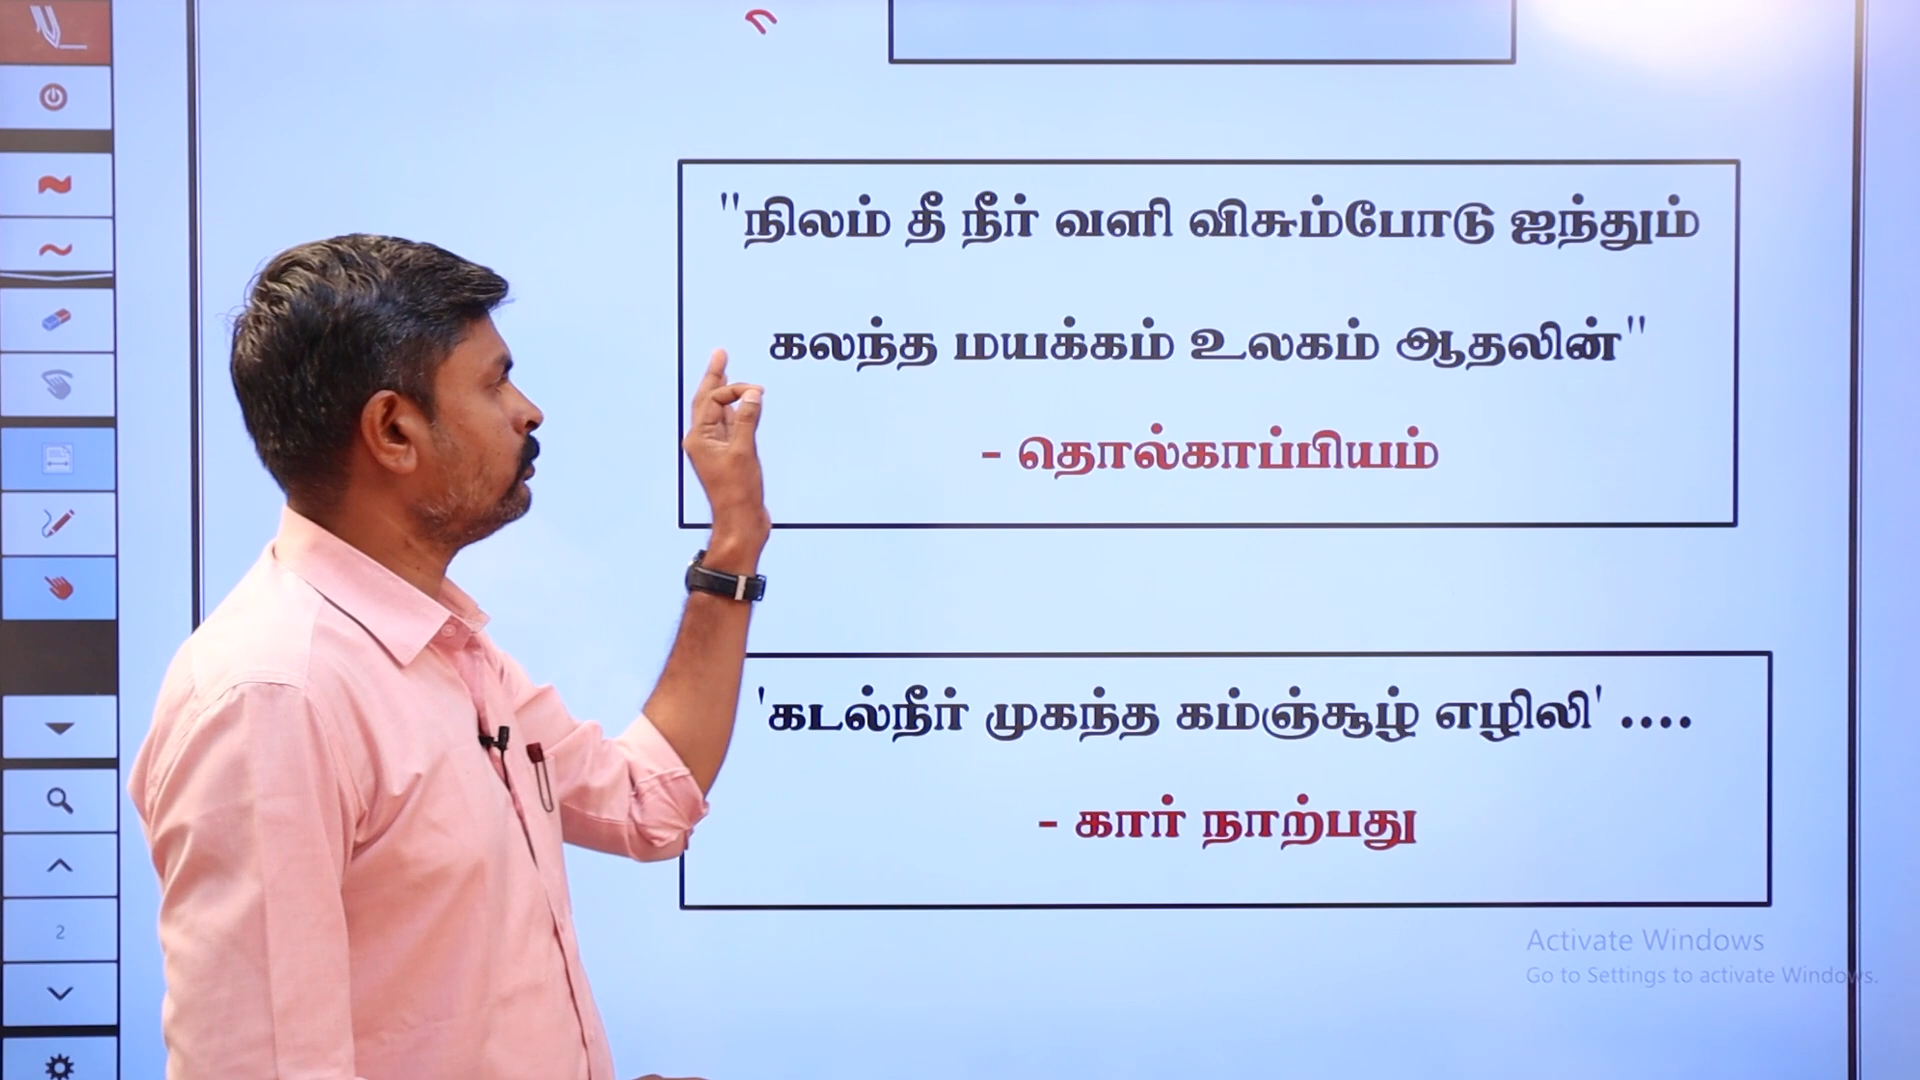 "நிலம் தீ நீர் வளி விசும்போடு ஐந்தும்
கலந்த மயக்கம் உலகம் ஆதலின்"
- தொல்காப்பியம்
'கடல்நீர் முகந்த கம்ஞ்சூழ் எழிலி' ....
- கார் நாற்பது
2
Activate Windows
Go to Settings to activate Windows.